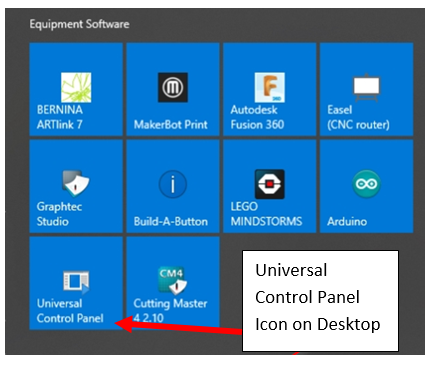 Equipment Software
BERNINA
ARTlink 7
MakerBot Print
F
360
Autodesk
Fusion 360
Easel
(CNC router)
Graphtec
Studio
i
Build-A-Button
LEGO
MINDSTORMS
Arduino
Universal
Control Panel
CM4
Cutting Master
4 2.10
Universal
Control Panel
Icon on Desktop